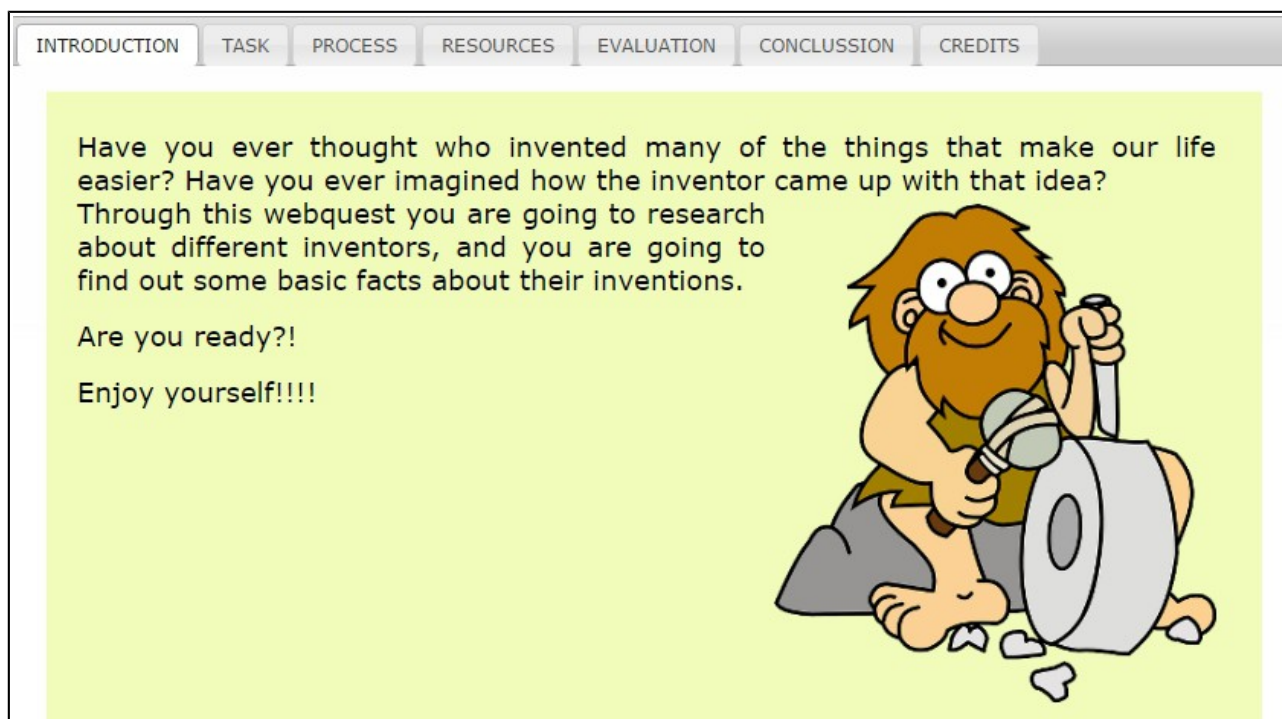 INTRODUCTION TASK PROCESS RESOURCES EVALUATION CONCLUSSION CREDITS
Have you ever thought who invented many of the things that make our life
easier? Have you ever imagined how the inventor came up with that idea?
Through this webquest you are going to research
about different inventors, and you are going to
find out some basic facts about their inventions.
Are you ready?!
Enjoy yourself!!!!